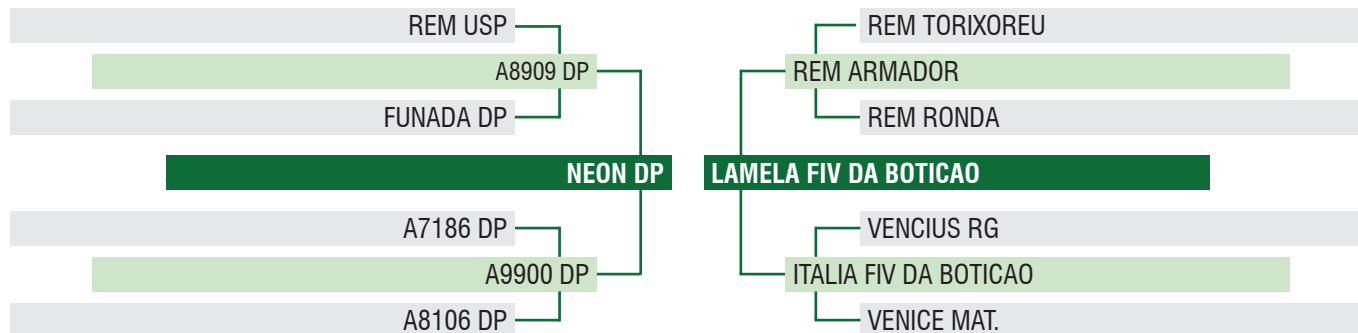 REM USP
A8909 DP
FUNADA DP
NEON DP
A7186 DP
A9900 DP
A8106 DP
REM TORIXOREU
REM ARMADOR
REM RONDA
LAMELA FIV DA BOTICAO
VENCIUS RG
ITALIA FIV DA BOTICAO
VENICE MAT.